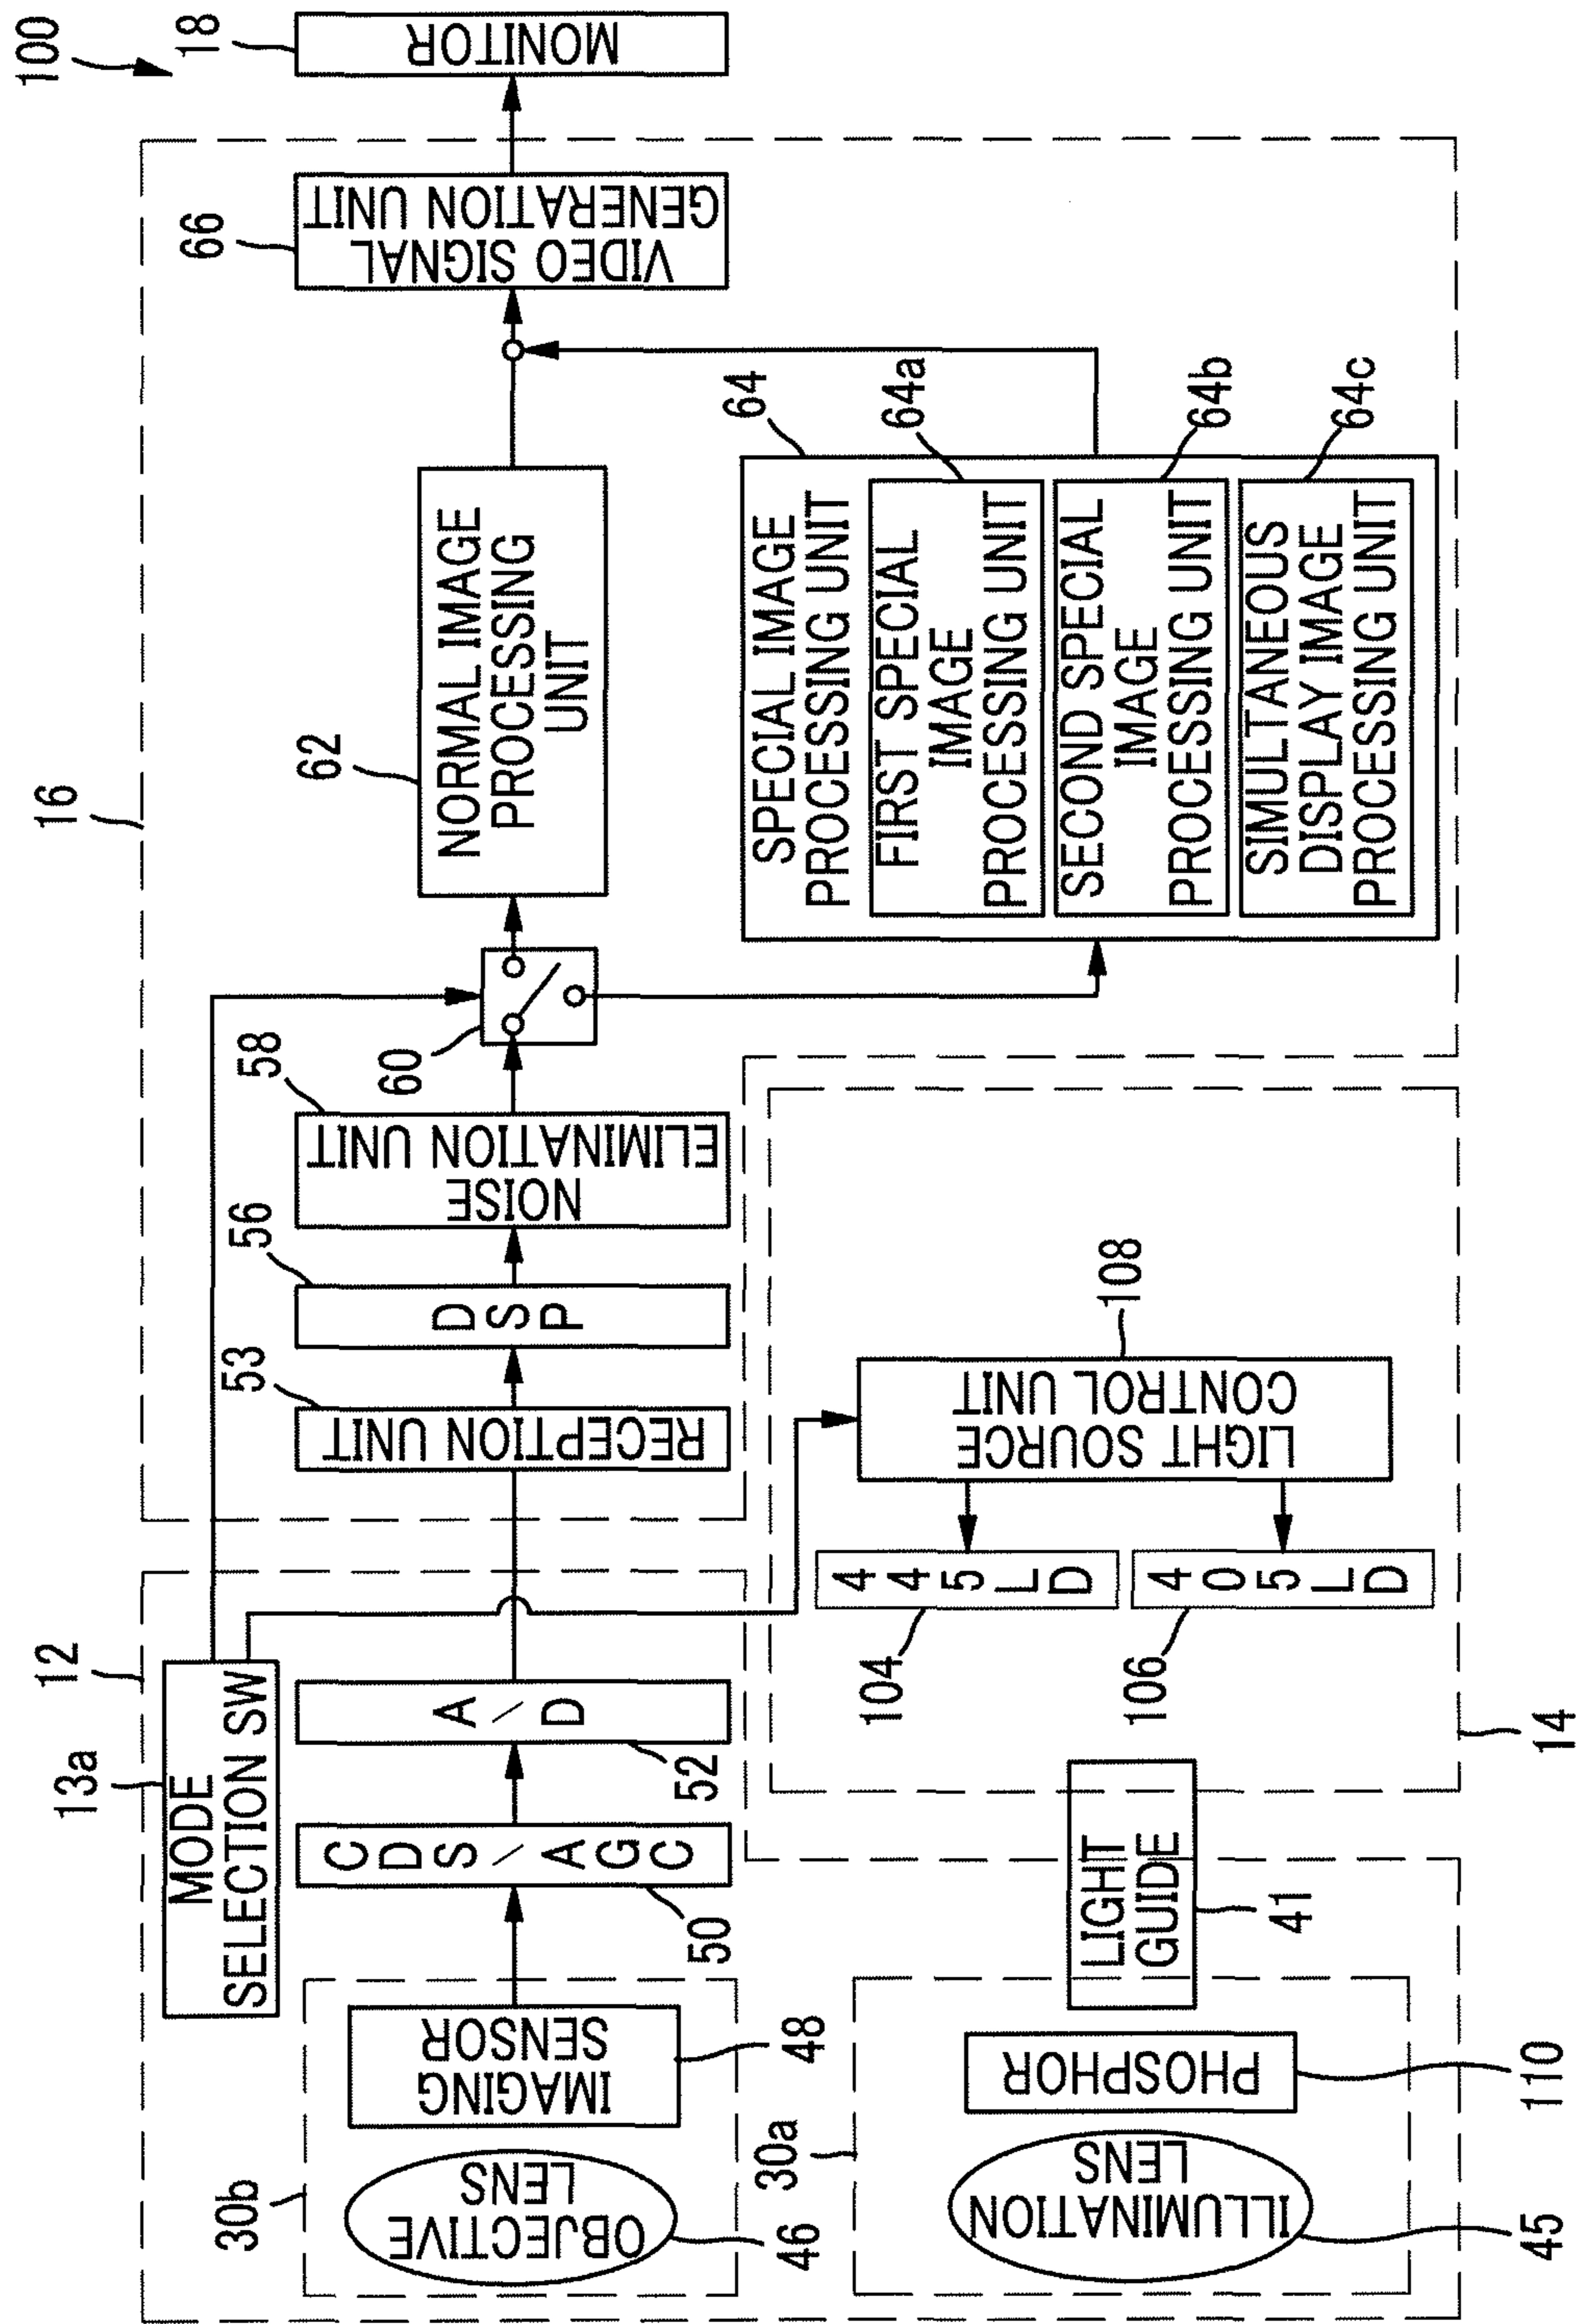 100
18
MONITOR
16
66
VIDEO SIGNAL
GENERATION UNIT
62
NORMAL IMAGE
PROCESSING
UNIT
64
SPECIAL IMAGE
PROCESSING UNIT
64a
FIRST SPECIAL
IMAGE
PROCESSING UNIT
64b
SECOND SPECIAL
IMAGE
PROCESSING UNIT
64c
SIMULTANEOUS
DISPLAY IMAGE
PROCESSING UNIT
60
58
NOISE
ELIMINATION UNIT
56
DSP
53
RECEPTION UNIT
12
13a
MODE
SELECTION SW
A/D
52
CDS/AGC
50
30b
IMAGING
SENSOR
48
OBJECTIVE
LENS
46
108
LIGHT SOURCE
CONTROL UNIT
445LD
104
405LD
106
14
LIGHT
GUIDE
41
30a
PHOSPHOR
110
ILLUMINATION
LENS
45